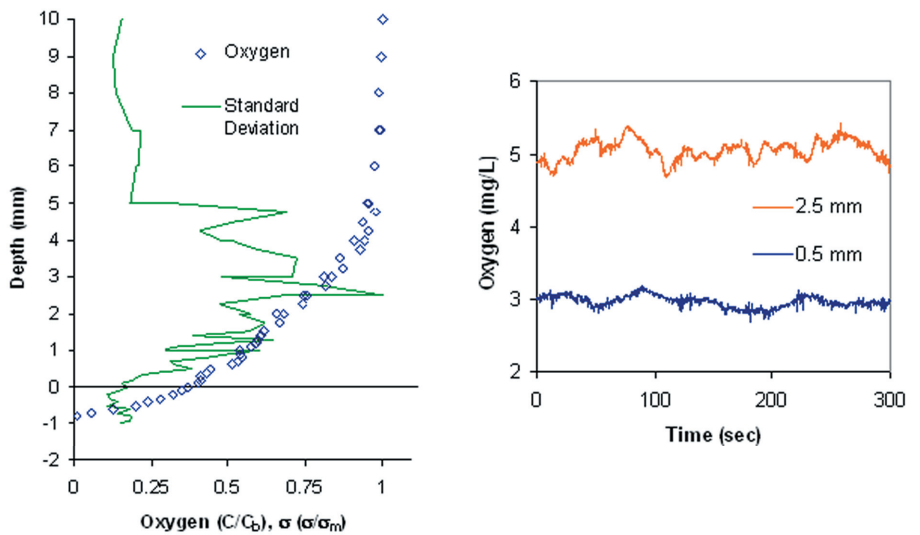 10
9
8
7
6
5
4
3
2
1
0
-1
-2
Depth (mm)
Oxygen
Standard
Deviation
0 0.25 0.5 0.75 1
Oxygen (C/C_b), σ (σ/σ_m)
6
5
4
3
2
Oxygen (mg/L)
2.5 mm
0.5 mm
0 100 200 300
Time (sec)